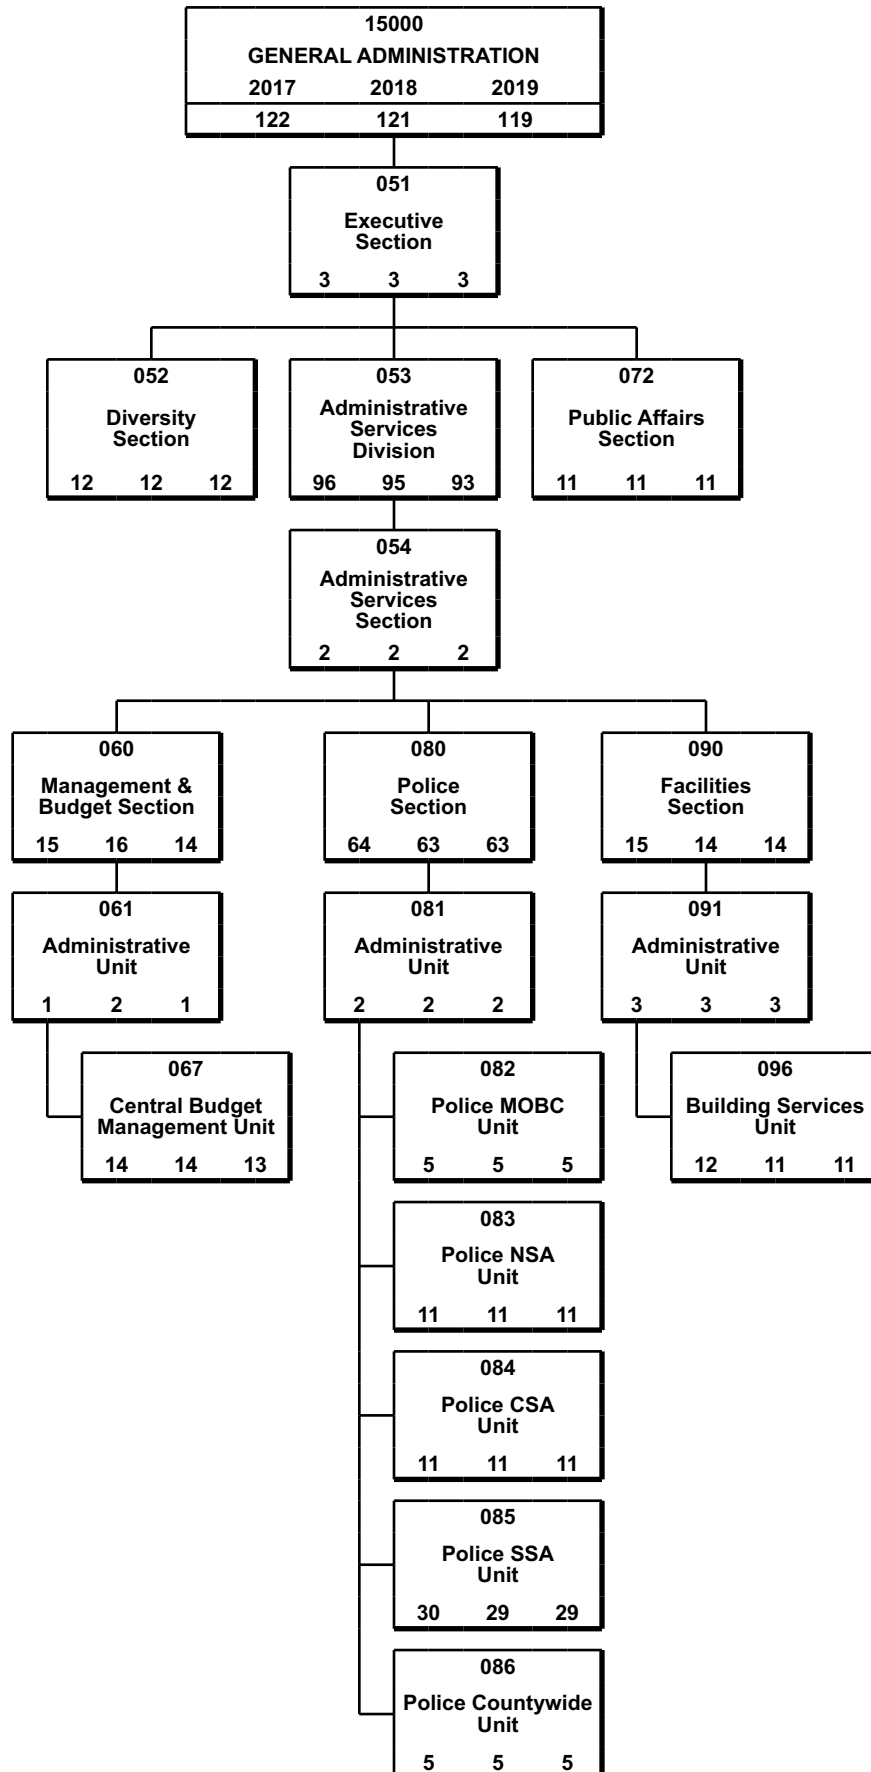 15000
GENERAL ADMINISTRATION
2017 2018 2019
122 121 119
051
Executive
Section
3 3 3
052
Diversity
Section
12 12 12
053
Administrative
Services
Division
96 95 93
072
Public Affairs
Section
11 11 11
054
Administrative
Services
Section
2 2 2
060
Management &
Budget Section
15 16 14
080
Police
Section
64 63 63
090
Facilities
Section
15 14 14
061
Administrative
Unit
1 2 1
081
Administrative
Unit
2 2 2
091
Administrative
Unit
3 3 3
067
Central Budget
Management Unit
14 14 13
082
Police MOBC
Unit
5 5 5
096
Building Services
Unit
12 11 11
083
Police NSA
Unit
11 11 11
084
Police CSA
Unit
11 11 11
085
Police SSA
Unit
30 29 29
086
Police Countywide
Unit
5 5 5